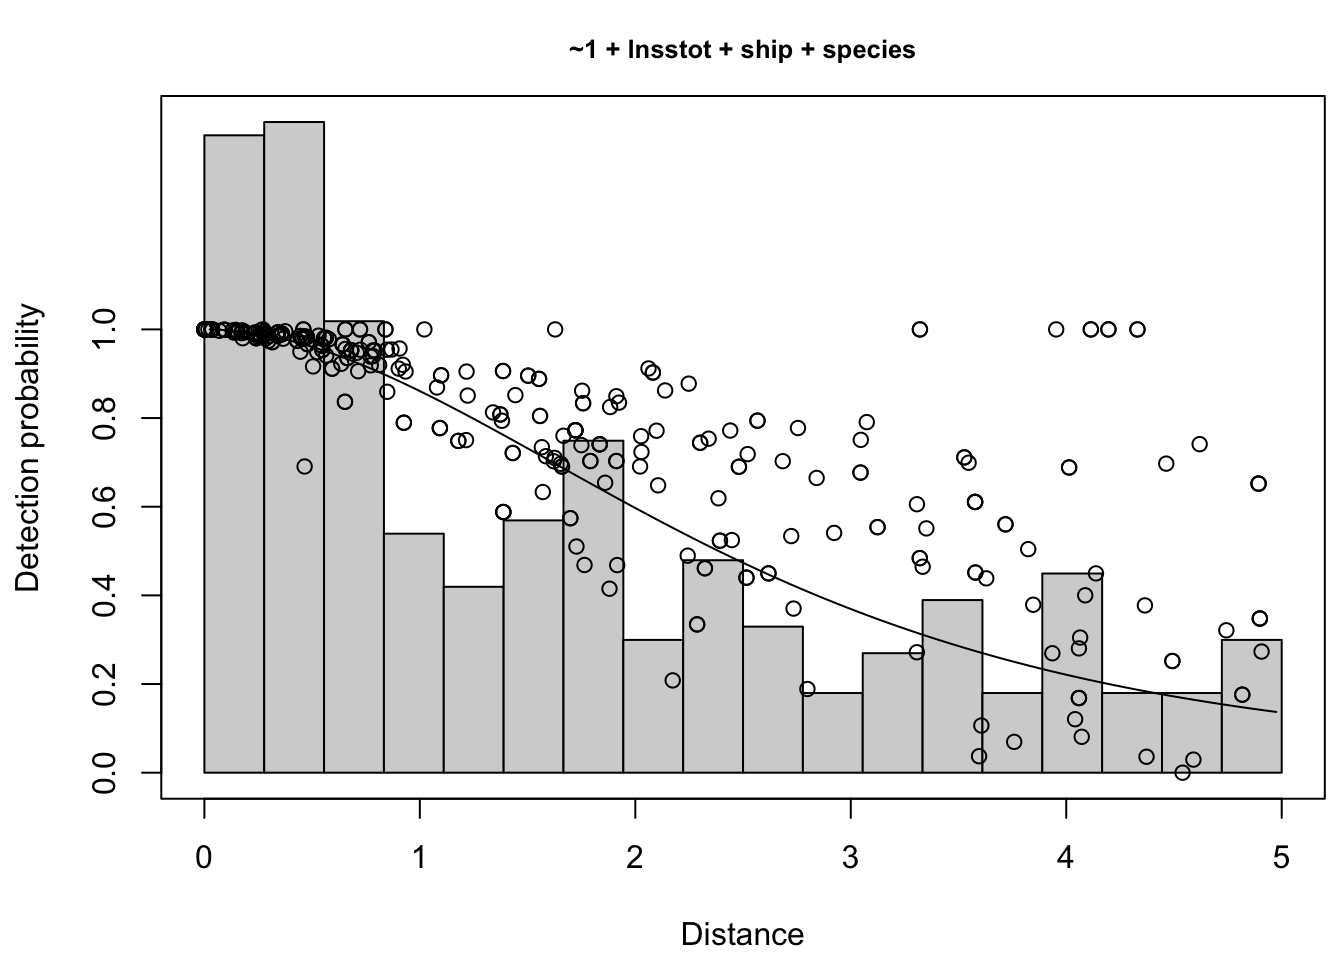 ~1 + lnsstot + ship + species
Detection probability
1.0
0.8
0.6
0.4
0.2
0.0
0 1 2 3 4 5
Distance